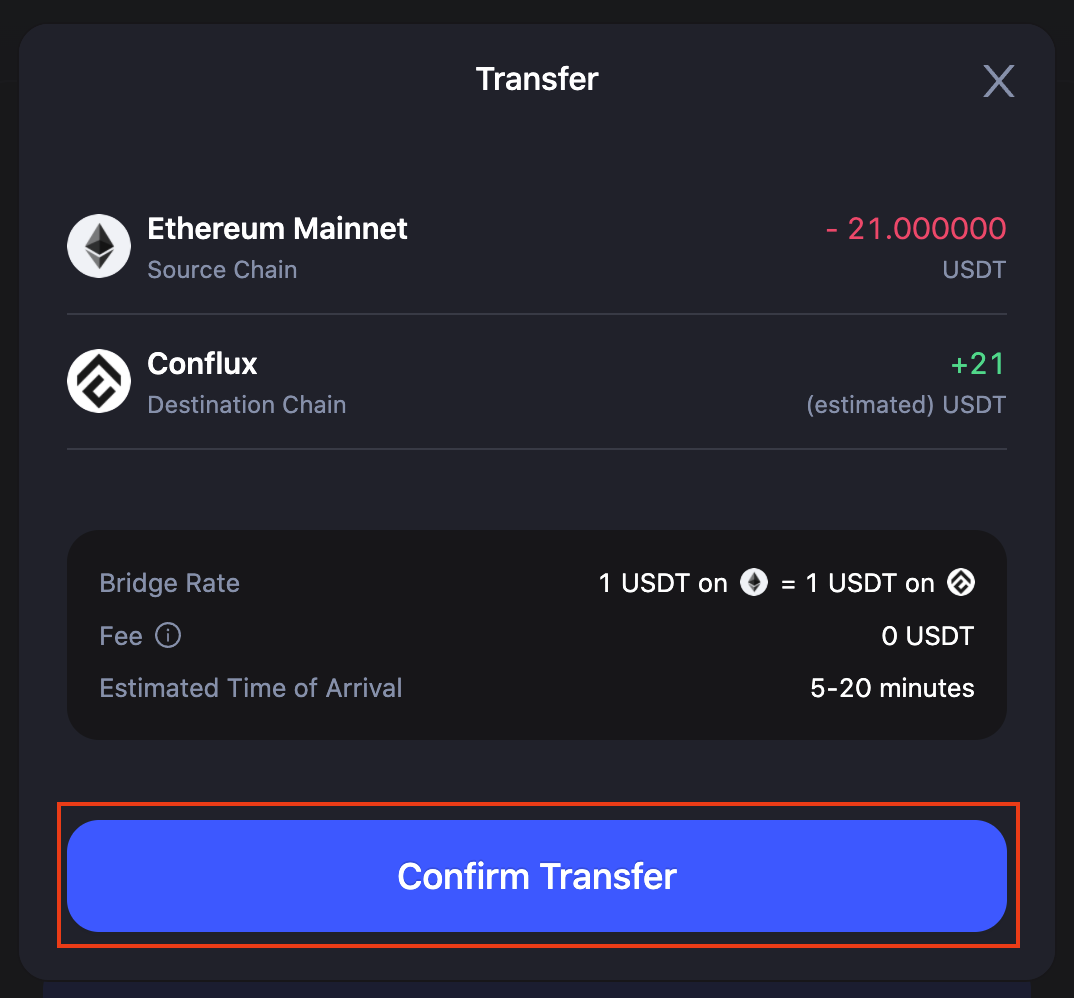 Transfer
Ethereum Mainnet
- 21.000000
Source Chain
USDT
Conflux
+21
Destination Chain
(estimated) USDT
Bridge Rate
1 USDT on = 1 USDT on
Fee
0 USDT
Estimated Time of Arrival
5-20 minutes
Confirm Transfer